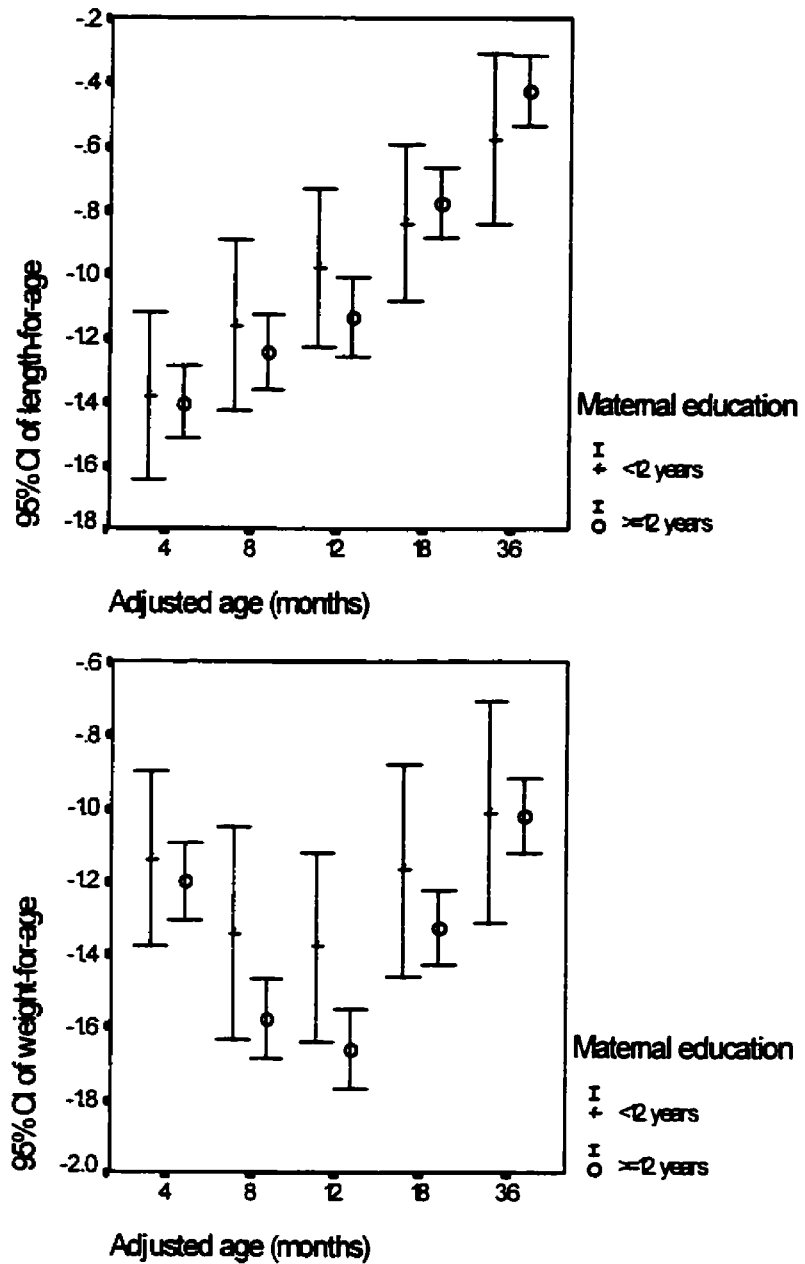 95% CI of length-for-age
-.2
-.4
-.6
-.8
-1.0
-1.2
-1.4
-1.6
-1.8
4 8 12 18 36
Adjusted age (months)
Maternal education
<12 years
>=12 years
95% CI of weight-for-age
-.6
-.8
-1.0
-1.2
-1.4
-1.6
-1.8
-2.0
4 8 12 18 36
Adjusted age (months)
Maternal education
<12 years
>=12 years